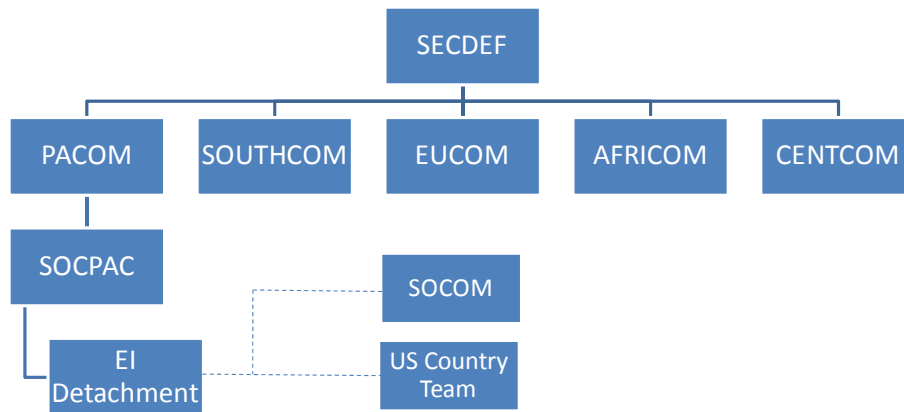 SECDEF
PACOM
SOUTHCOM
EUCOM
AFRICOM
CENTCOM
SOCPAC
SOCOM
EI
Detachment
US Country
Team